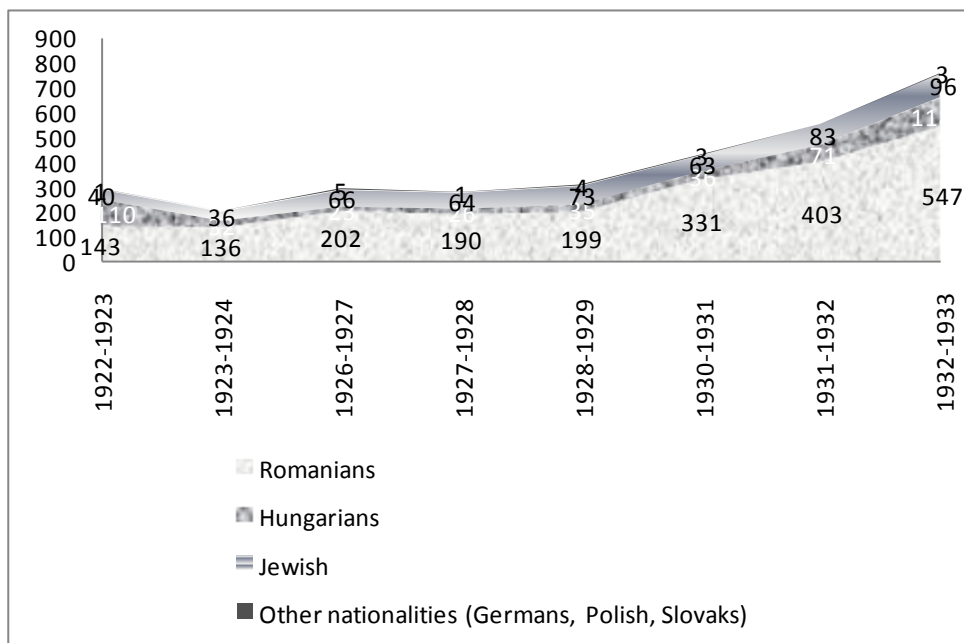 900
800
700
600
500
400
300
200
100
0
1 5 1 4 3 3
40 36 66 64 73 63 83 96
110 71
143 136 202 190 199 331 403 547
1922-1923
1923-1924
1926-1927
1927-1928
1928-1929
1930-1931
1931-1932
1932-1933
Romanians
Hungarians
Jewish
Other nationalities (Germans, Polish, Slovaks)